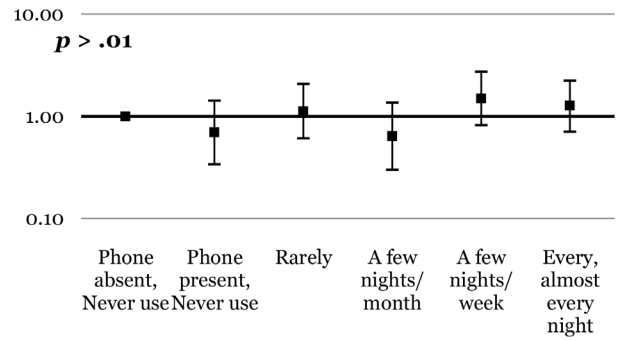 10.00
p > .01
1.00
0.10
Phone absent, Never use
Phone present, Never use
Rarely
A few nights/ month
A few nights/ week
Every, almost every night